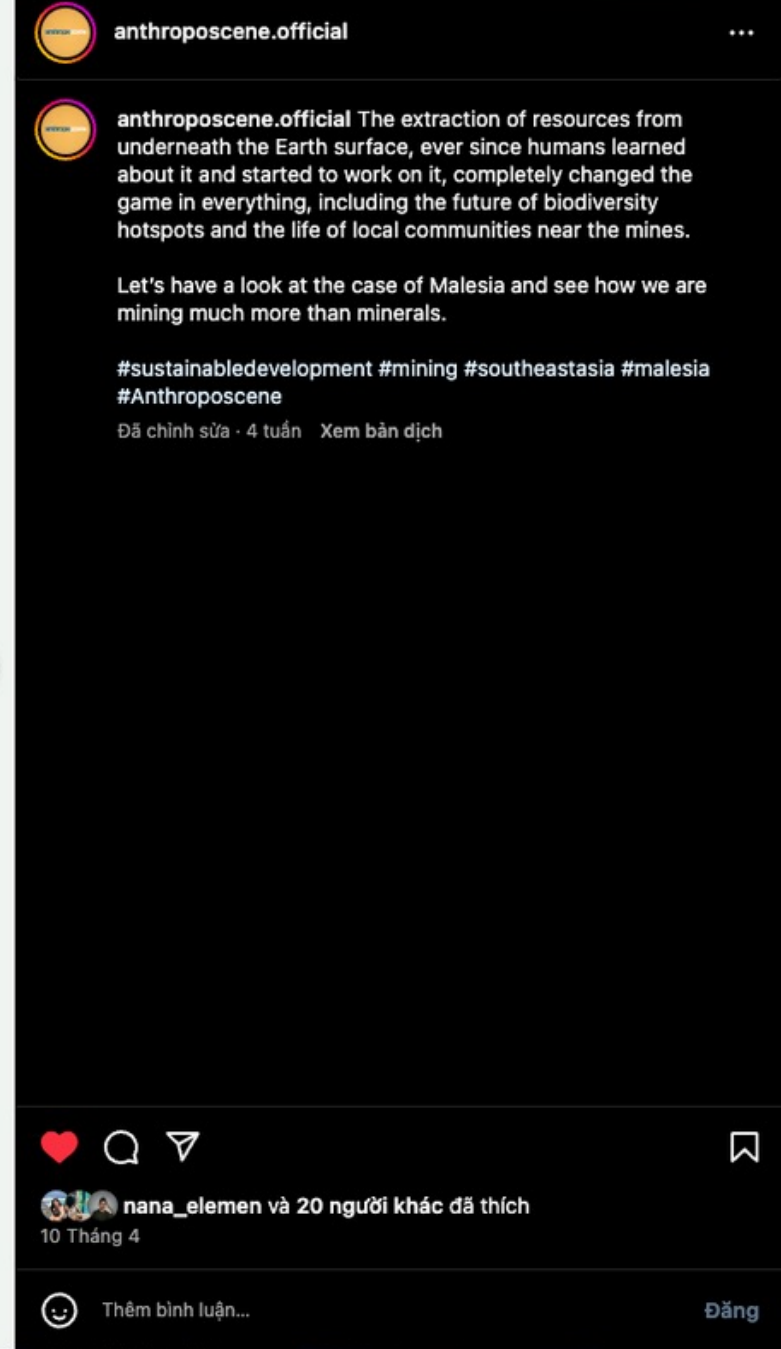 anthroposcene.official
anthroposcene.official The extraction of resources from
underneath the Earth surface, ever since humans learned
about it and started to work on it, completely changed the
game in everything, including the future of biodiversity
hotspots and the life of local communities near the mines.
Let's have a look at the case of Malesia and see how we are
mining much more than minerals.
#sustainabledevelopment #mining #southeastasia #malesia
#Anthroposcene
Đã chỉnh sửa · 4 tuần Xem bản dịch
nana_elemen và 20 người khác đã thích
10 Tháng 4
Thêm bình luận...
Đăng